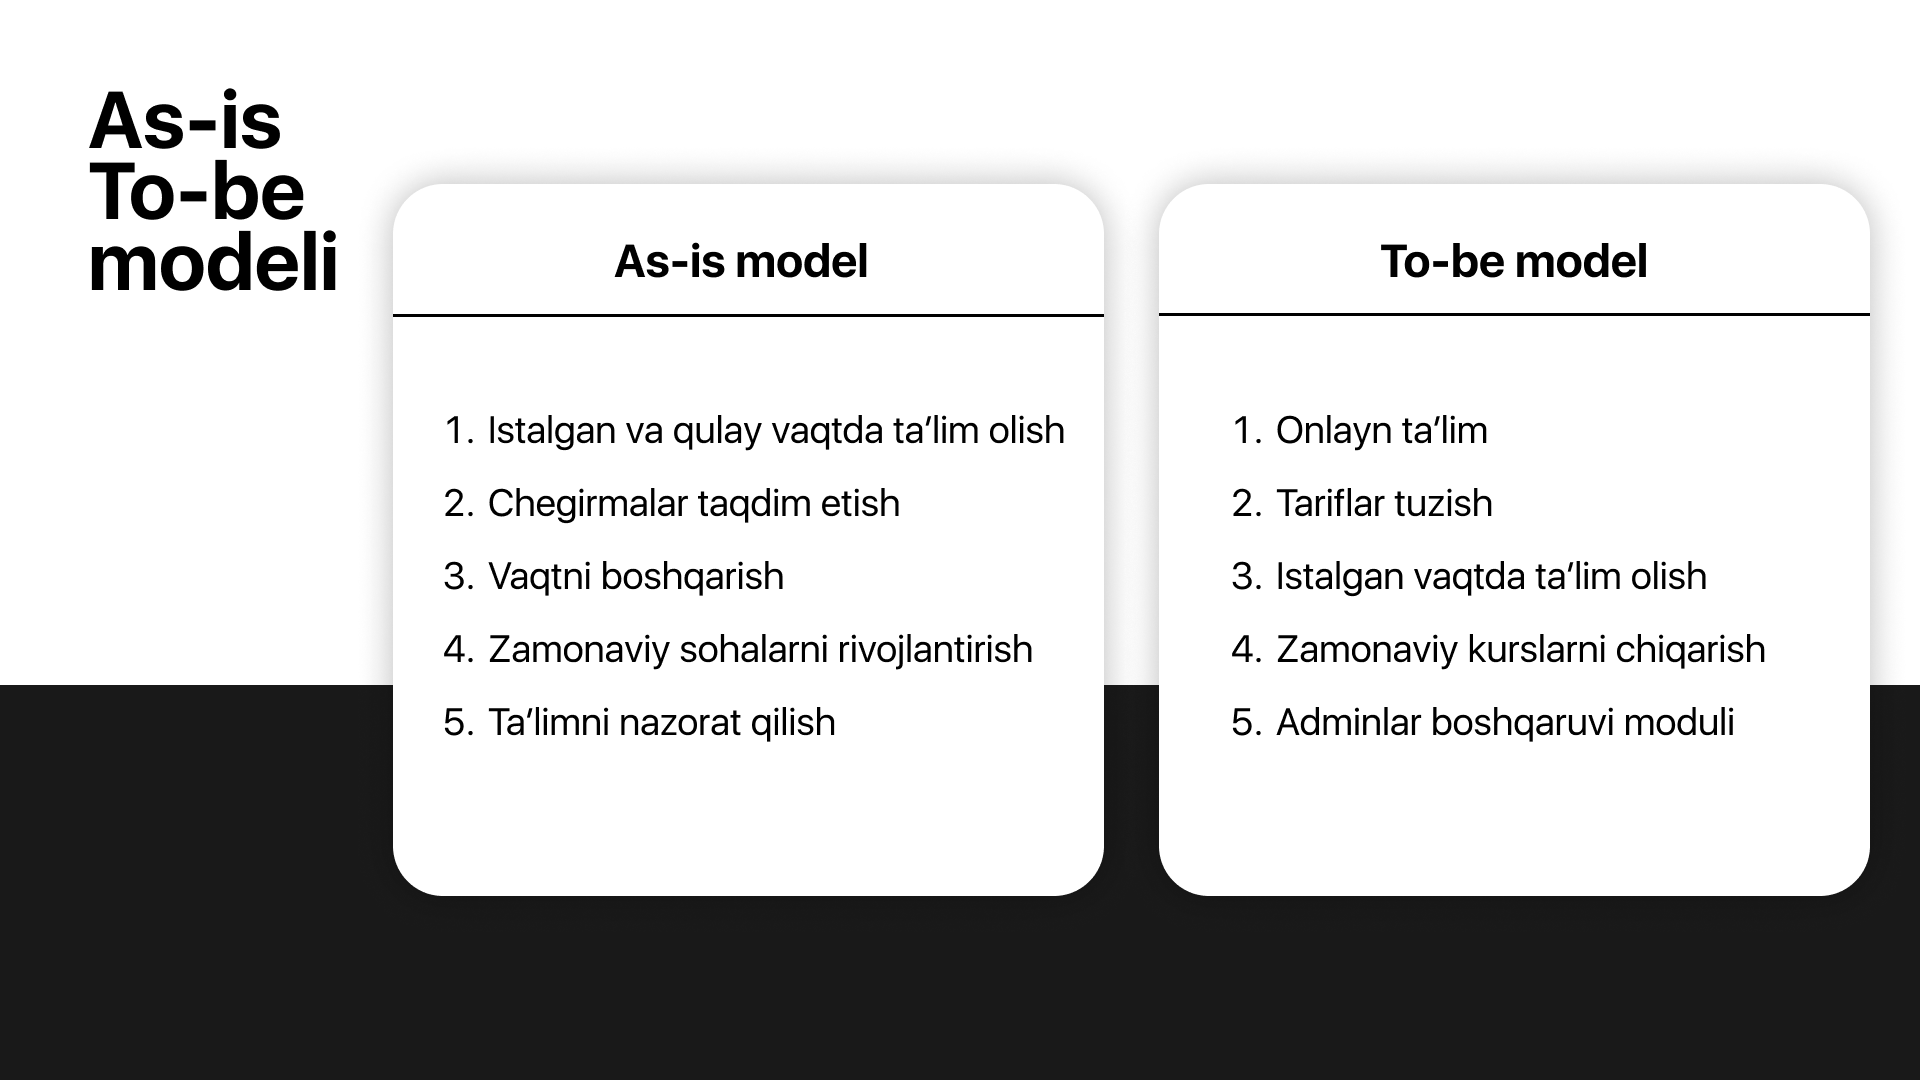 As-is
To-be
modeli
As-is model
1. Istalgan va qulay vaqtda ta’lim olish
2. Chegirmalar taqdim etish
3. Vaqtni boshqarish
4. Zamonaviy sohalarni rivojlantirish
5. Ta’limni nazorat qilish
To-be model
1. Onlayn ta’lim
2. Tariflar tuzish
3. Istalgan vaqtda ta’lim olish
4. Zamonaviy kurslarni chiqarish
5. Adminlar boshqaruvi moduli